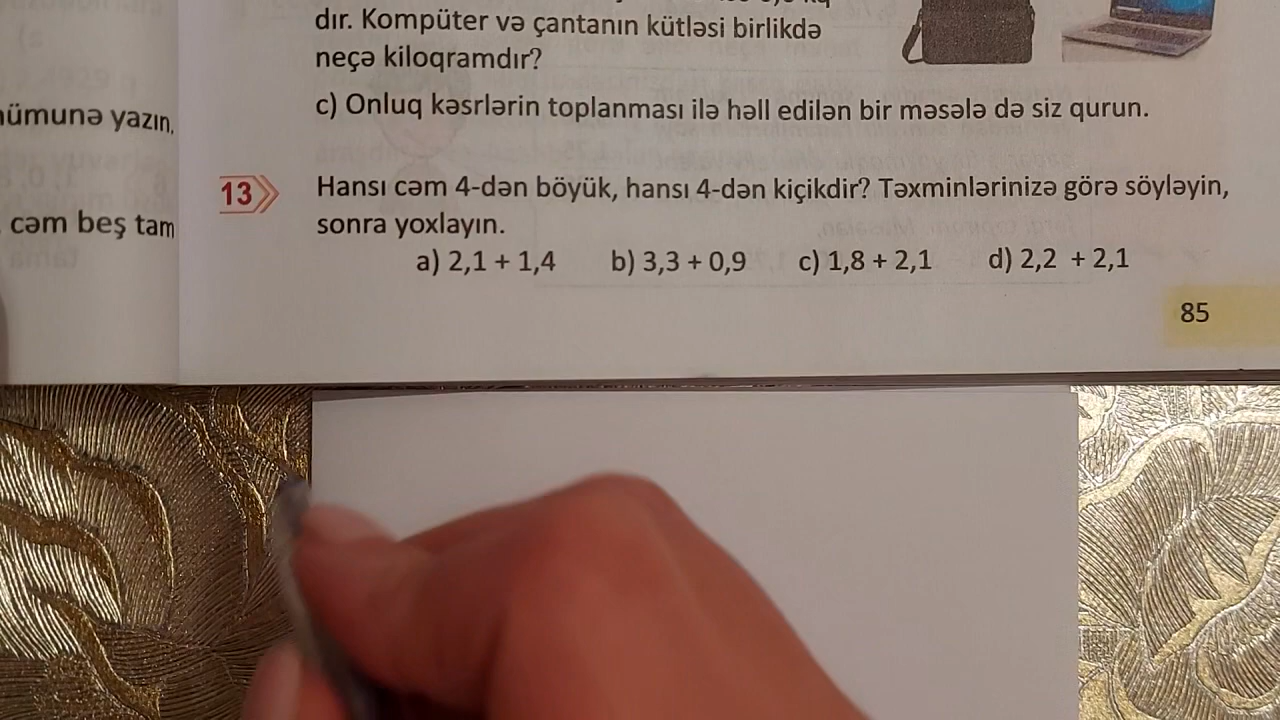 dır. Kompüter və çantanın kütləsi birlikdə
neçə kiloqramdır?
c) Onluq kəsrlərin toplanması ilə həll edilən bir məsələ də siz qurun.
yazın.
cəm beş tam
13
Hansı cəm 4-dən böyük, hansı 4-dən kiçikdir? Təxminlərinizə görə söyləyin,
sonra yoxlayın.
a) 2,1 + 1,4 b) 3,3 + 0,9 c) 1,8 + 2,1 d) 2,2 + 2,1
85